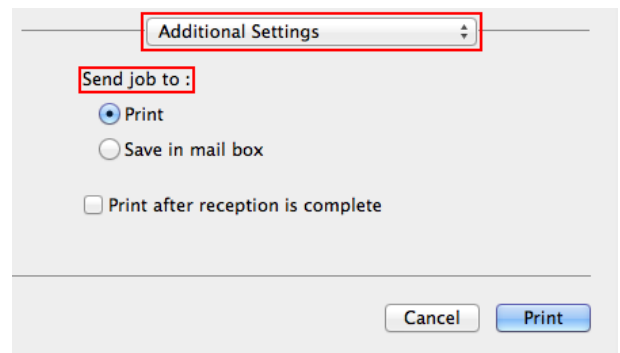 Additional Settings
Send job to :
Print
Save in mail box
Print after reception is complete
Cancel Print